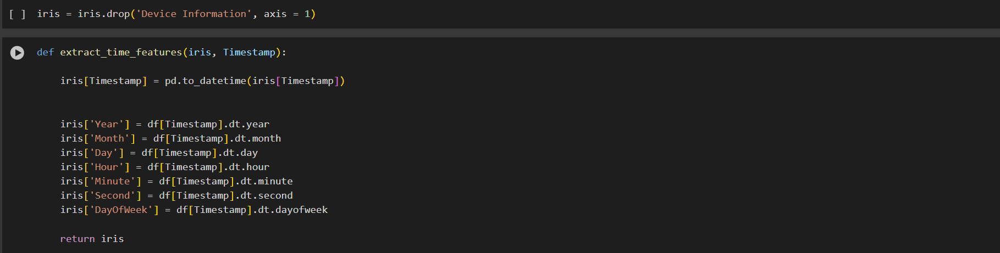 [ ] iris = iris.drop('Device Information', axis = 1)
def extract_time_features(iris, Timestamp):
iris[Timestamp] = pd.to_datetime(iris[Timestamp])
iris['Year'] = df[Timestamp].dt.year
iris['Month'] = df[Timestamp].dt.month
iris['Day'] = df[Timestamp].dt.day
iris['Hour'] = df[Timestamp].dt.hour
iris['Minute'] = df[Timestamp].dt.minute
iris['Second'] = df[Timestamp].dt.second
iris['DayOfWeek'] = df[Timestamp].dt.dayofweek
return iris